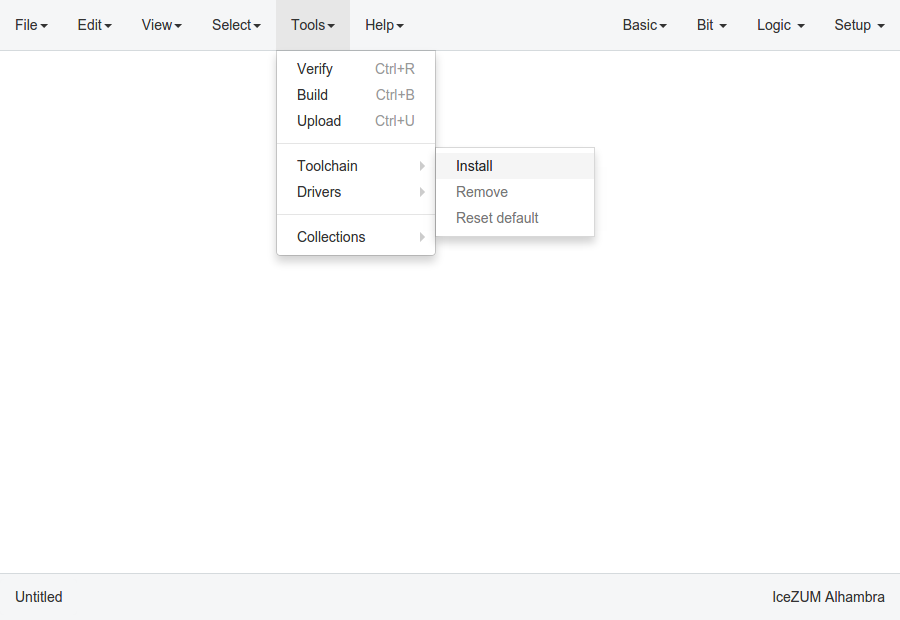 File Edit View Select Tools Help Basic Bit Logic Setup
Verify Ctrl+R
Build Ctrl+B
Upload Ctrl+U
Toolchain Install
Drivers Remove
Reset default
Collections
Untitled IceZUM Alhambra